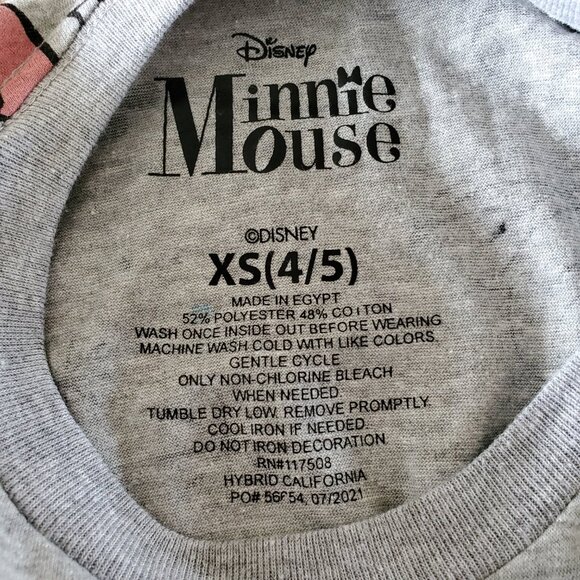 Disney
Minnie
Mouse
©DISNEY
XS(4/5)
MADE IN EGYPT
52% POLYESTER 48% COTTON
WASH ONCE INSIDE OUT BEFORE WEARING
MACHINE WASH COLD WITH LIKE COLORS.
GENTLE CYCLE
ONLY NON-CHLORINE BLEACH
WHEN NEEDED.
TUMBLE DRY LOW. REMOVE PROMPTLY.
COOL IRON IF NEEDED.
DO NOT IRON DECORATION
RN#117508
HYBRID CALIFORNIA
PO# 07/2021